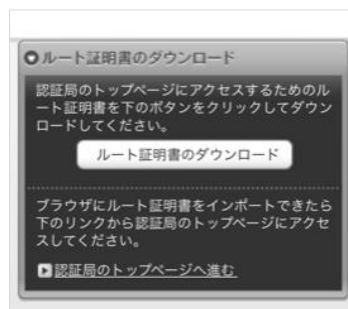 ルート証明書のダウンロード
認証局のトップページにアクセスするためのル
ート証明書を下のボタンをクリックしてダウン
ロードしてください。
ルート証明書のダウンロード
ブラウザにルート証明書をインポートできたら
下のリンクから認証局のトップページにアクセ
スしてください。
認証局のトップページへ進む